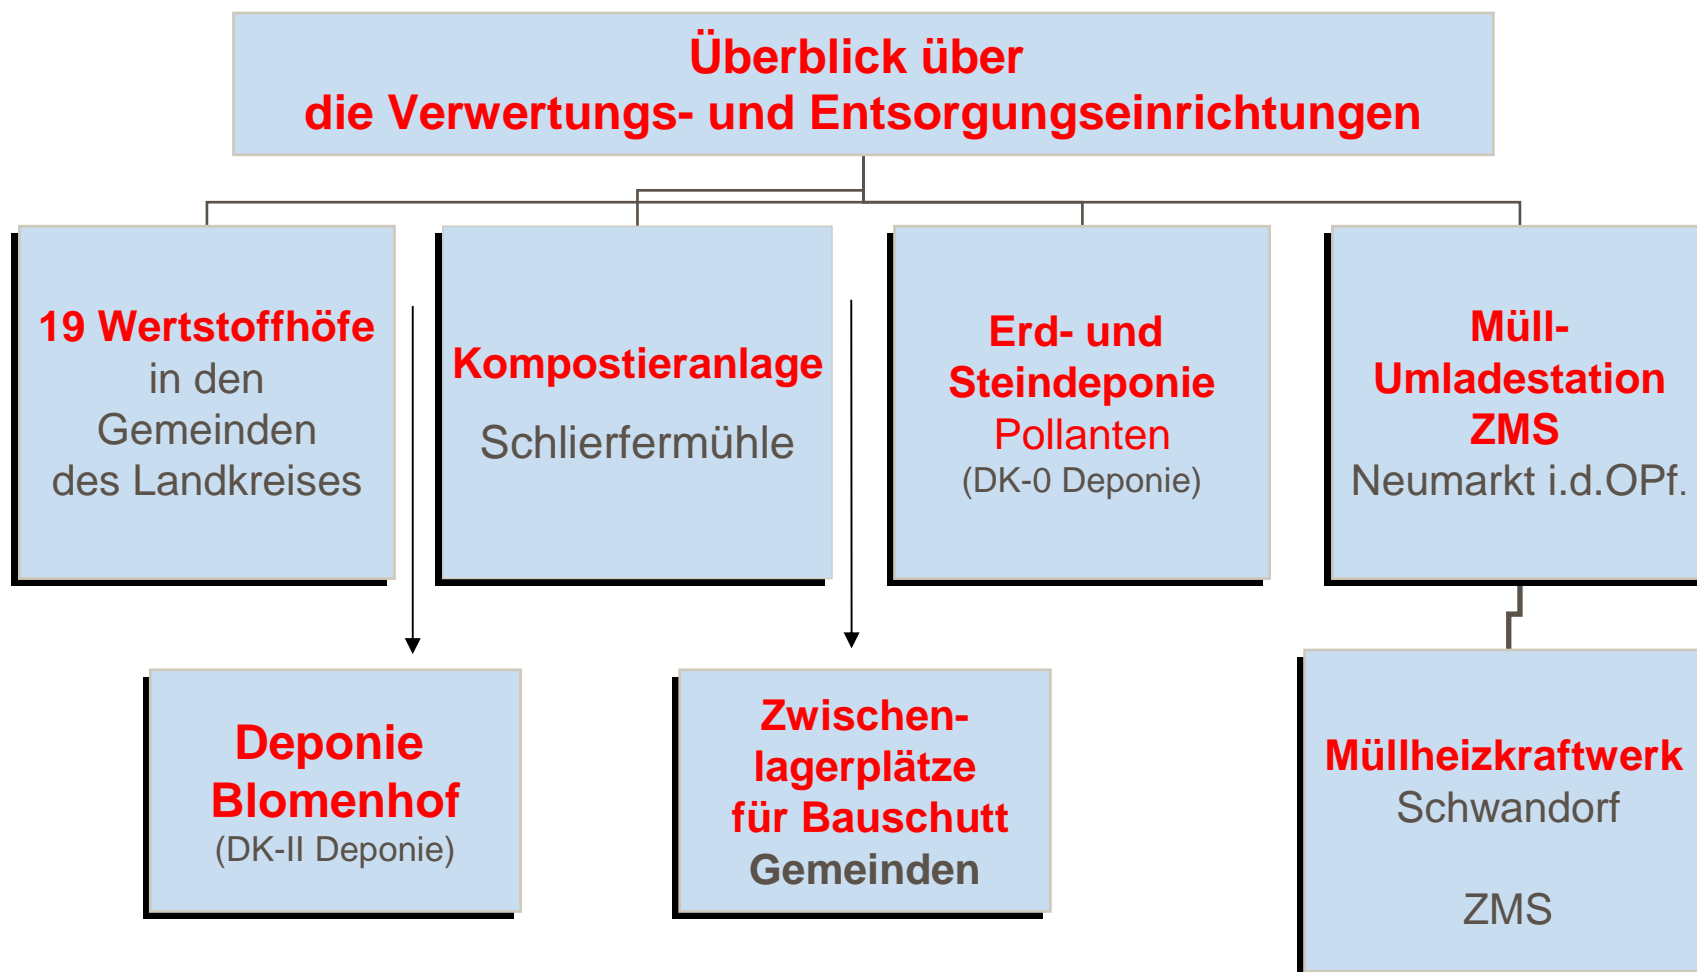 Überblick über
die Verwertungs- und Entsorgungseinrichtungen
19 Wertstoffhöfe
in den
Gemeinden
des Landkreises
Kompostieranlage
Schlierfermühle
Erd- und
Steindeponie
Pollanten
(DK-0 Deponie)
Müll-
Umladestation
ZMS
Neumarkt i.d.OPf.
Deponie
Blomenhof
(DK-II Deponie)
Zwischen-
lagerplätze
für Bauschutt
Gemeinden
Müllheizkraftwerk
Schwandorf
ZMS